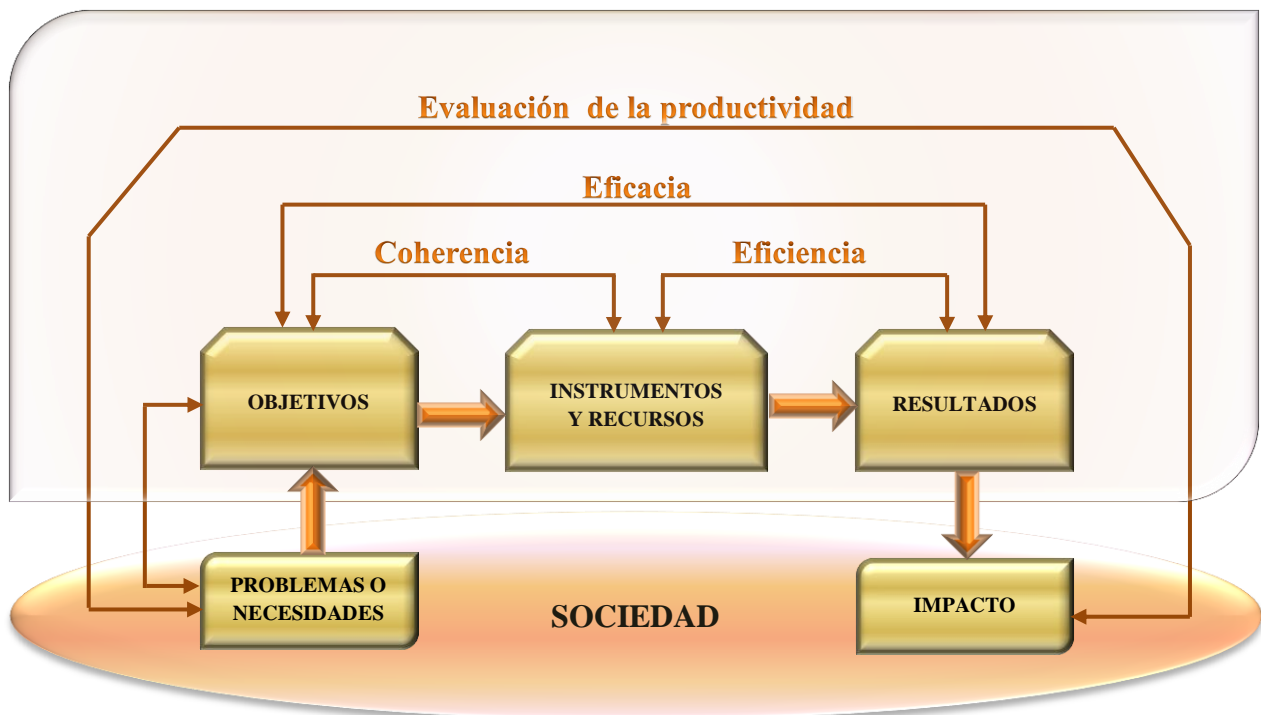 Evaluación de la productividad
Eficacia
Coherencia
Eficiencia
OBJETIVOS
INSTRUMENTOS
Y RECURSOS
RESULTADOS
PROBLEMAS O
NECESIDADES
SOCIEDAD
IMPACTO